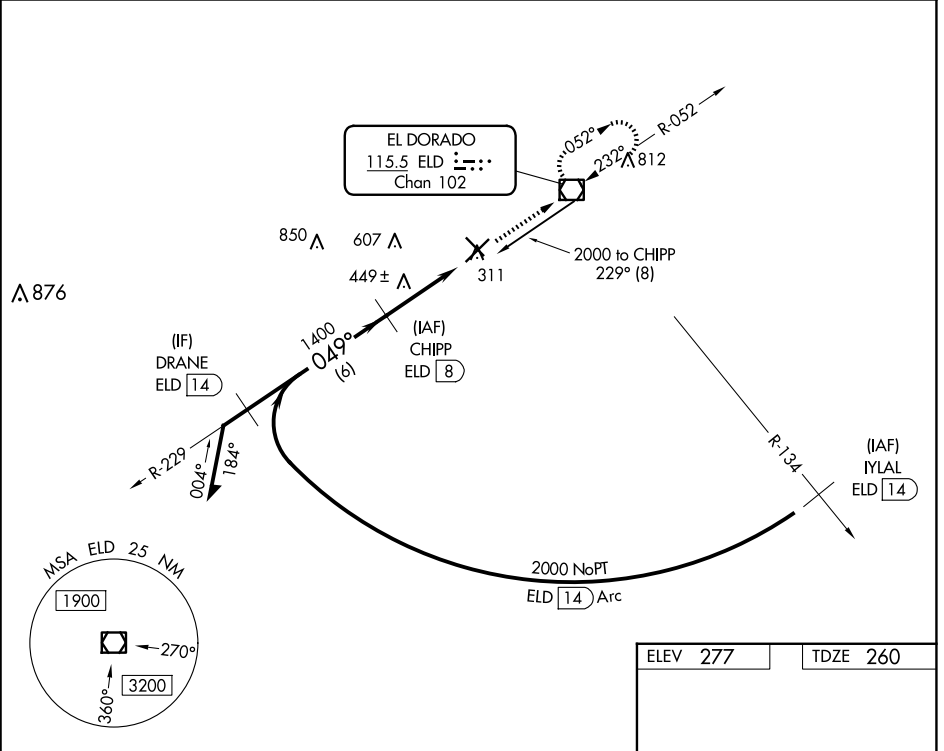 R-052
052°
232°
812
EL DORADO
115.5 ELD
Chan 102
850
607
2000 to CHIPP
229° (8)
449±
311
876
1400
049°
(6)
(IAF)
CHIPP
ELD 8
(IF)
DRANE
ELD 14
R-229
004°
184°
R-134
(IAF)
IYLAL
ELD 14
2000 NoPT
ELD 14 Arc
MSA ELD 25 NM
1900
270°
3200
360°
ELEV 277
TDZE 260